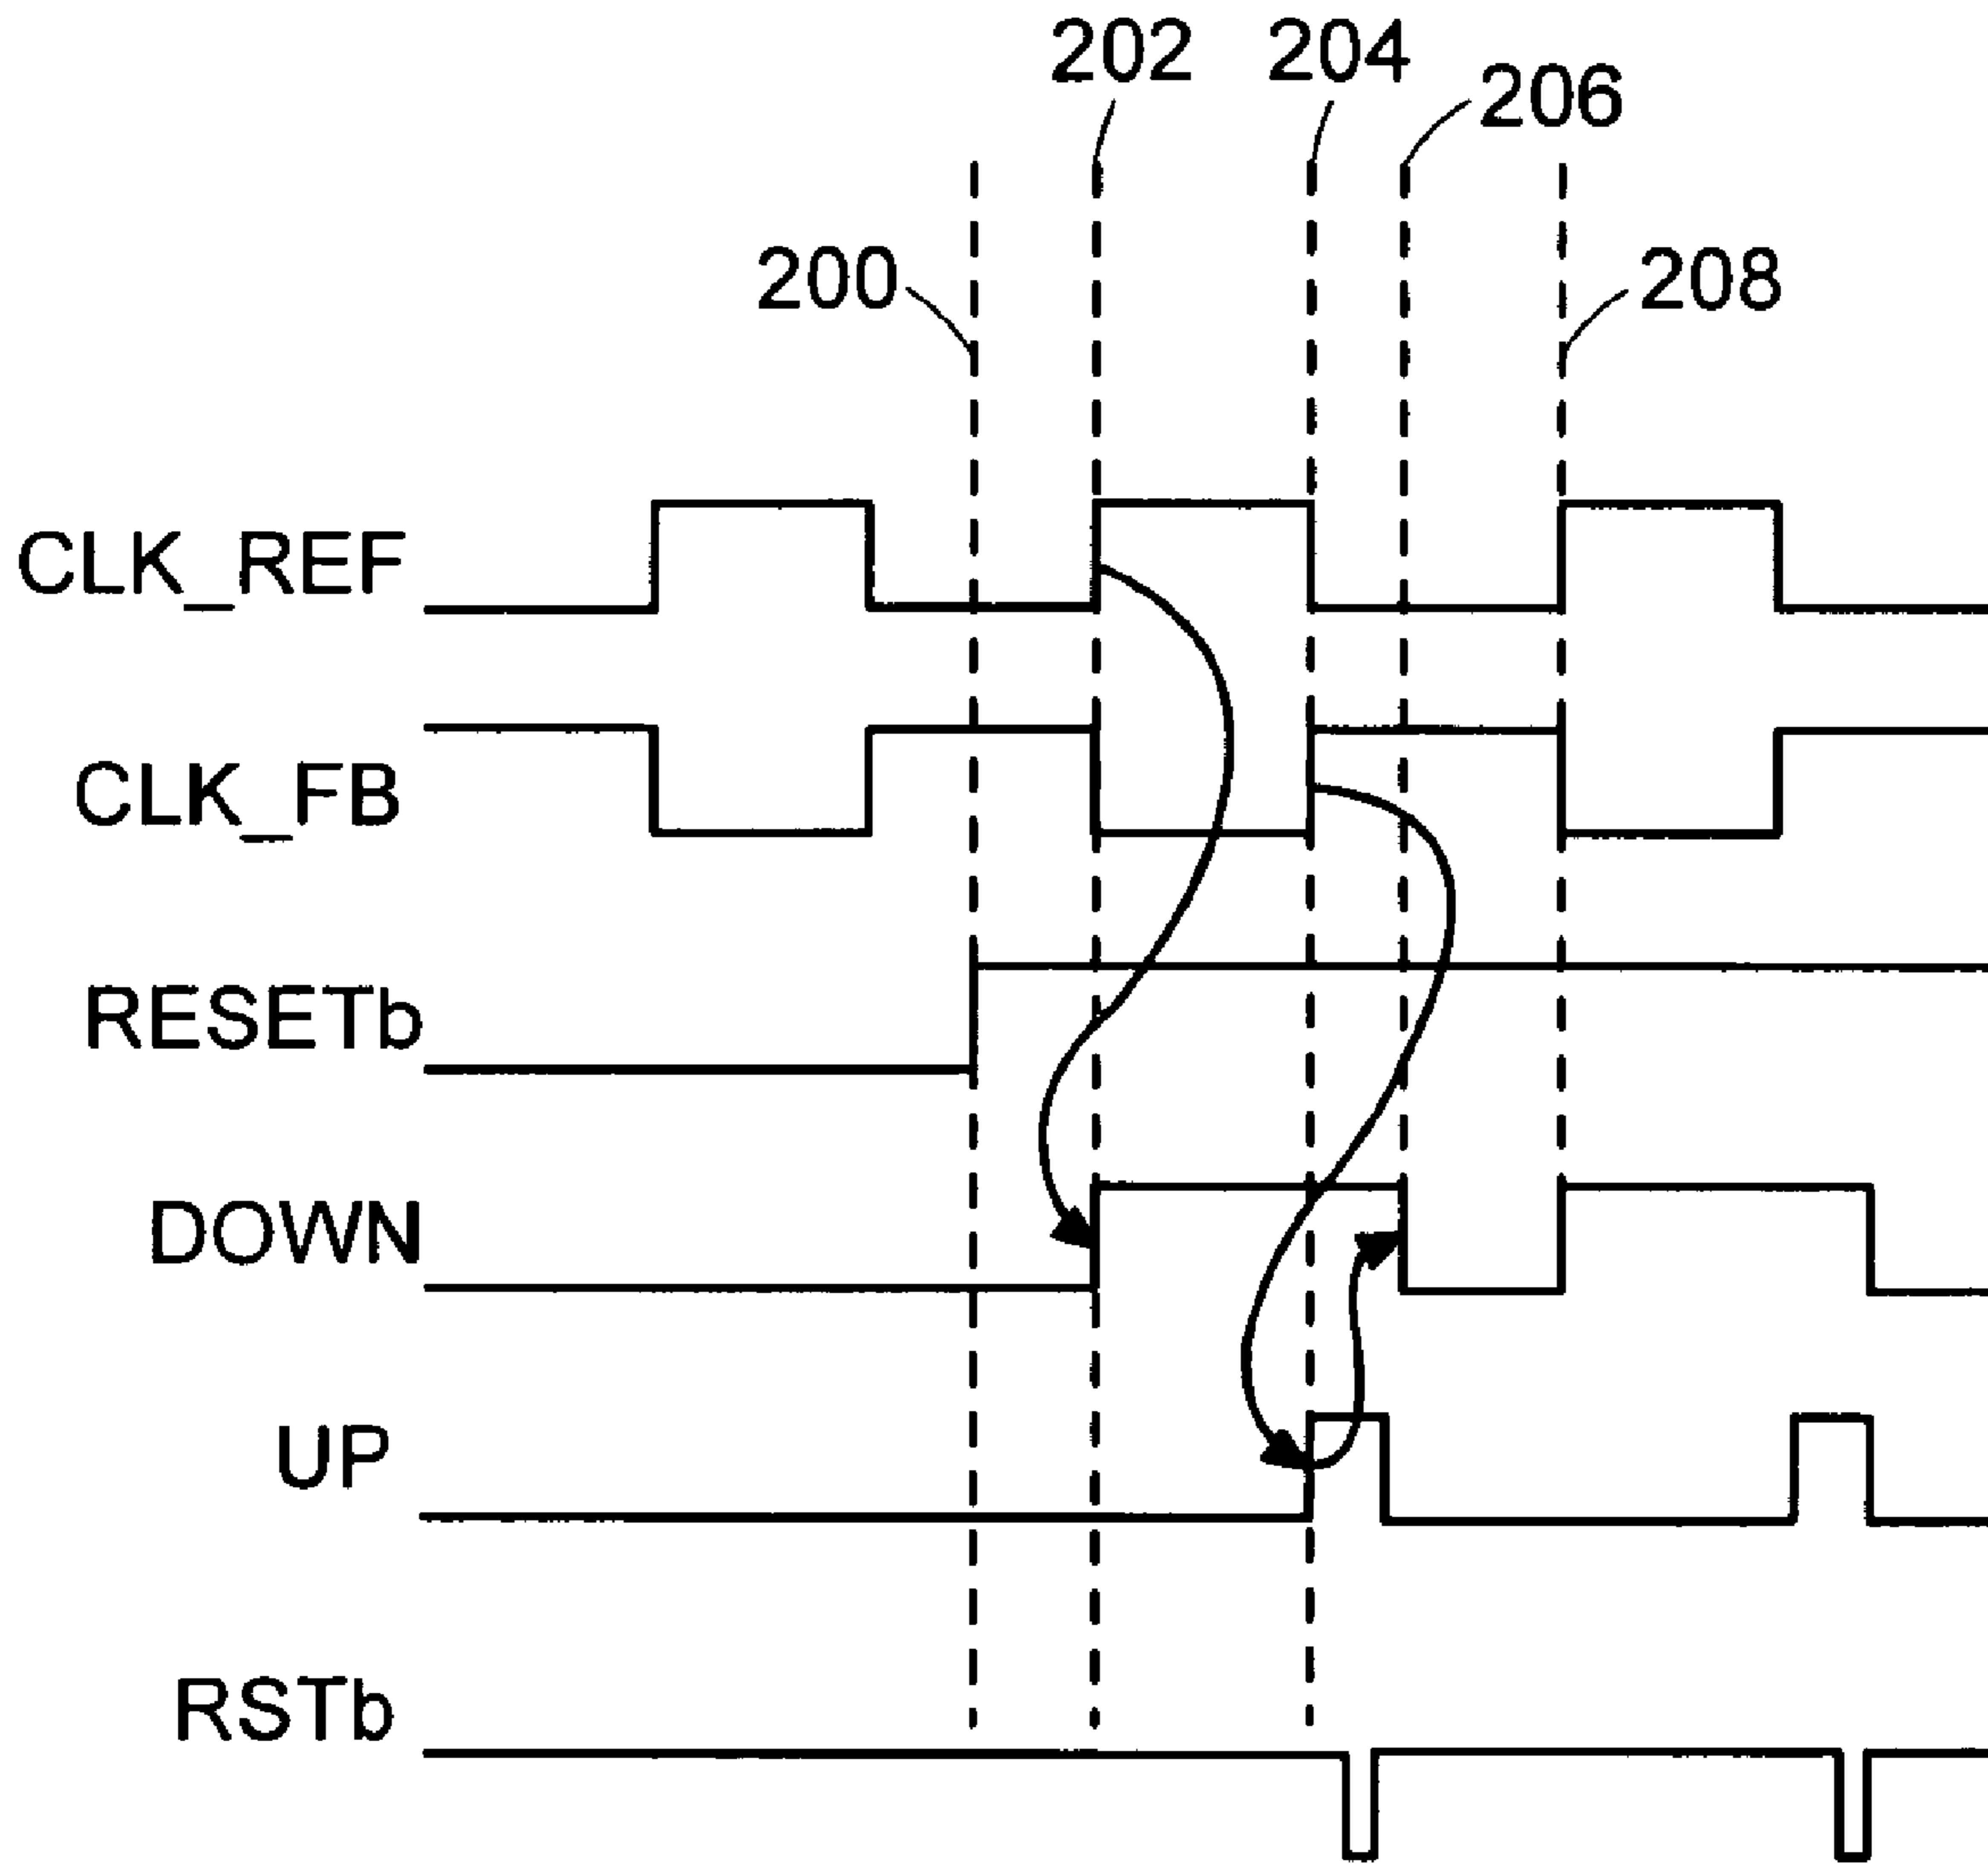 202
204
206
200
208
CLK_REF
CLK_FB
RESETb
DOWN
UP
RSTb